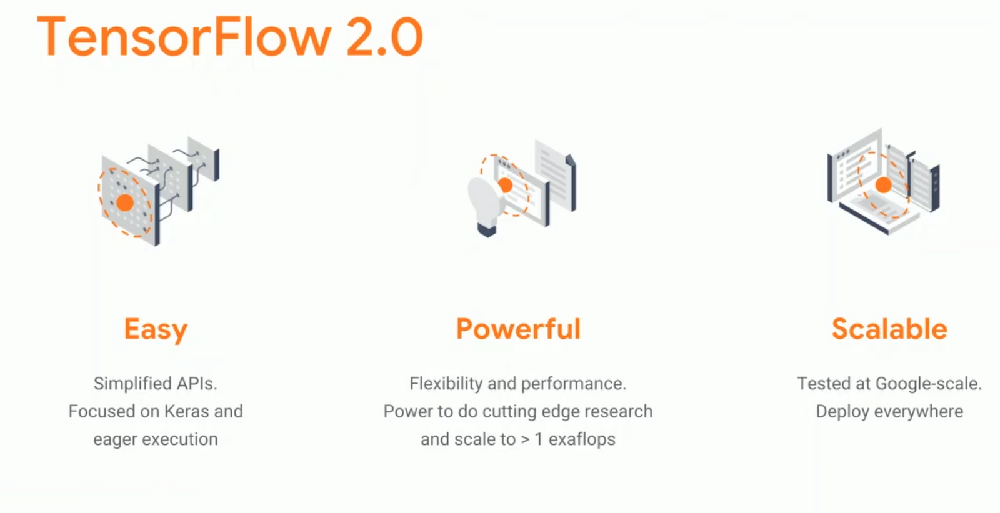 TensorFlow 2.0
Easy
Simplified APIs.
Focused on Keras and
eager execution
Powerful
Flexibility and performance.
Power to do cutting edge research
and scale to > 1 exaflops
Scalable
Tested at Google-scale.
Deploy everywhere